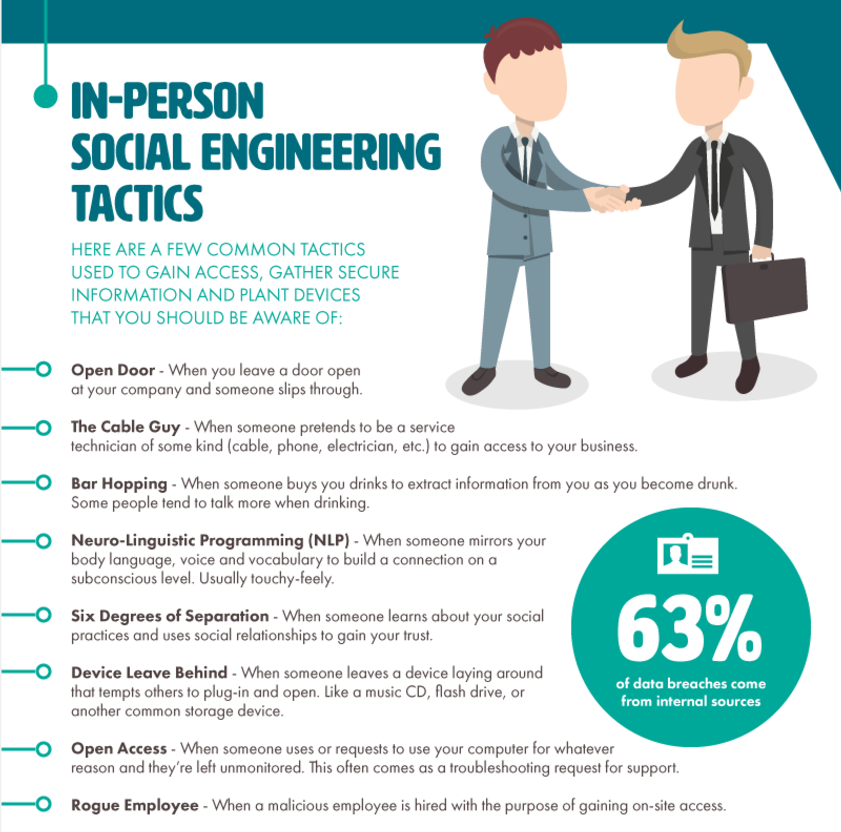 IN-PERSON
SOCIAL ENGINEERING
TACTICS
HERE ARE A FEW COMMON TACTICS
USED TO GAIN ACCESS, GATHER SECURE
INFORMATION AND PLANT DEVICES
THAT YOU SHOULD BE AWARE OF:
Open Door - When you leave a door open
at your company and someone slips through.
The Cable Guy - When someone pretends to be a service
technician of some kind (cable, phone, electrician, etc.) to gain access to your business.
Bar Hopping - When someone buys you drinks to extract information from you as you become drunk.
Some people tend to talk more when drinking.
Neuro-Linguistic Programming (NLP) - When someone mirrors your
body language, voice and vocabulary to build a connection on a
subconscious level. Usually touchy-feely.
Six Degrees of Separation - When someone learns about your social
practices and uses social relationships to gain your trust.
Device Leave Behind - When someone leaves a device laying around
that tempts others to plug-in and open. Like a music CD, flash drive, or
another common storage device.
63%
of data breaches come
from internal sources
Open Access - When someone uses or requests to use your computer for whatever
reason and they're left unmonitored. This often comes as a troubleshooting request for support.
Rogue Employee - When a malicious employee is hired with the purpose of gaining on-site access.